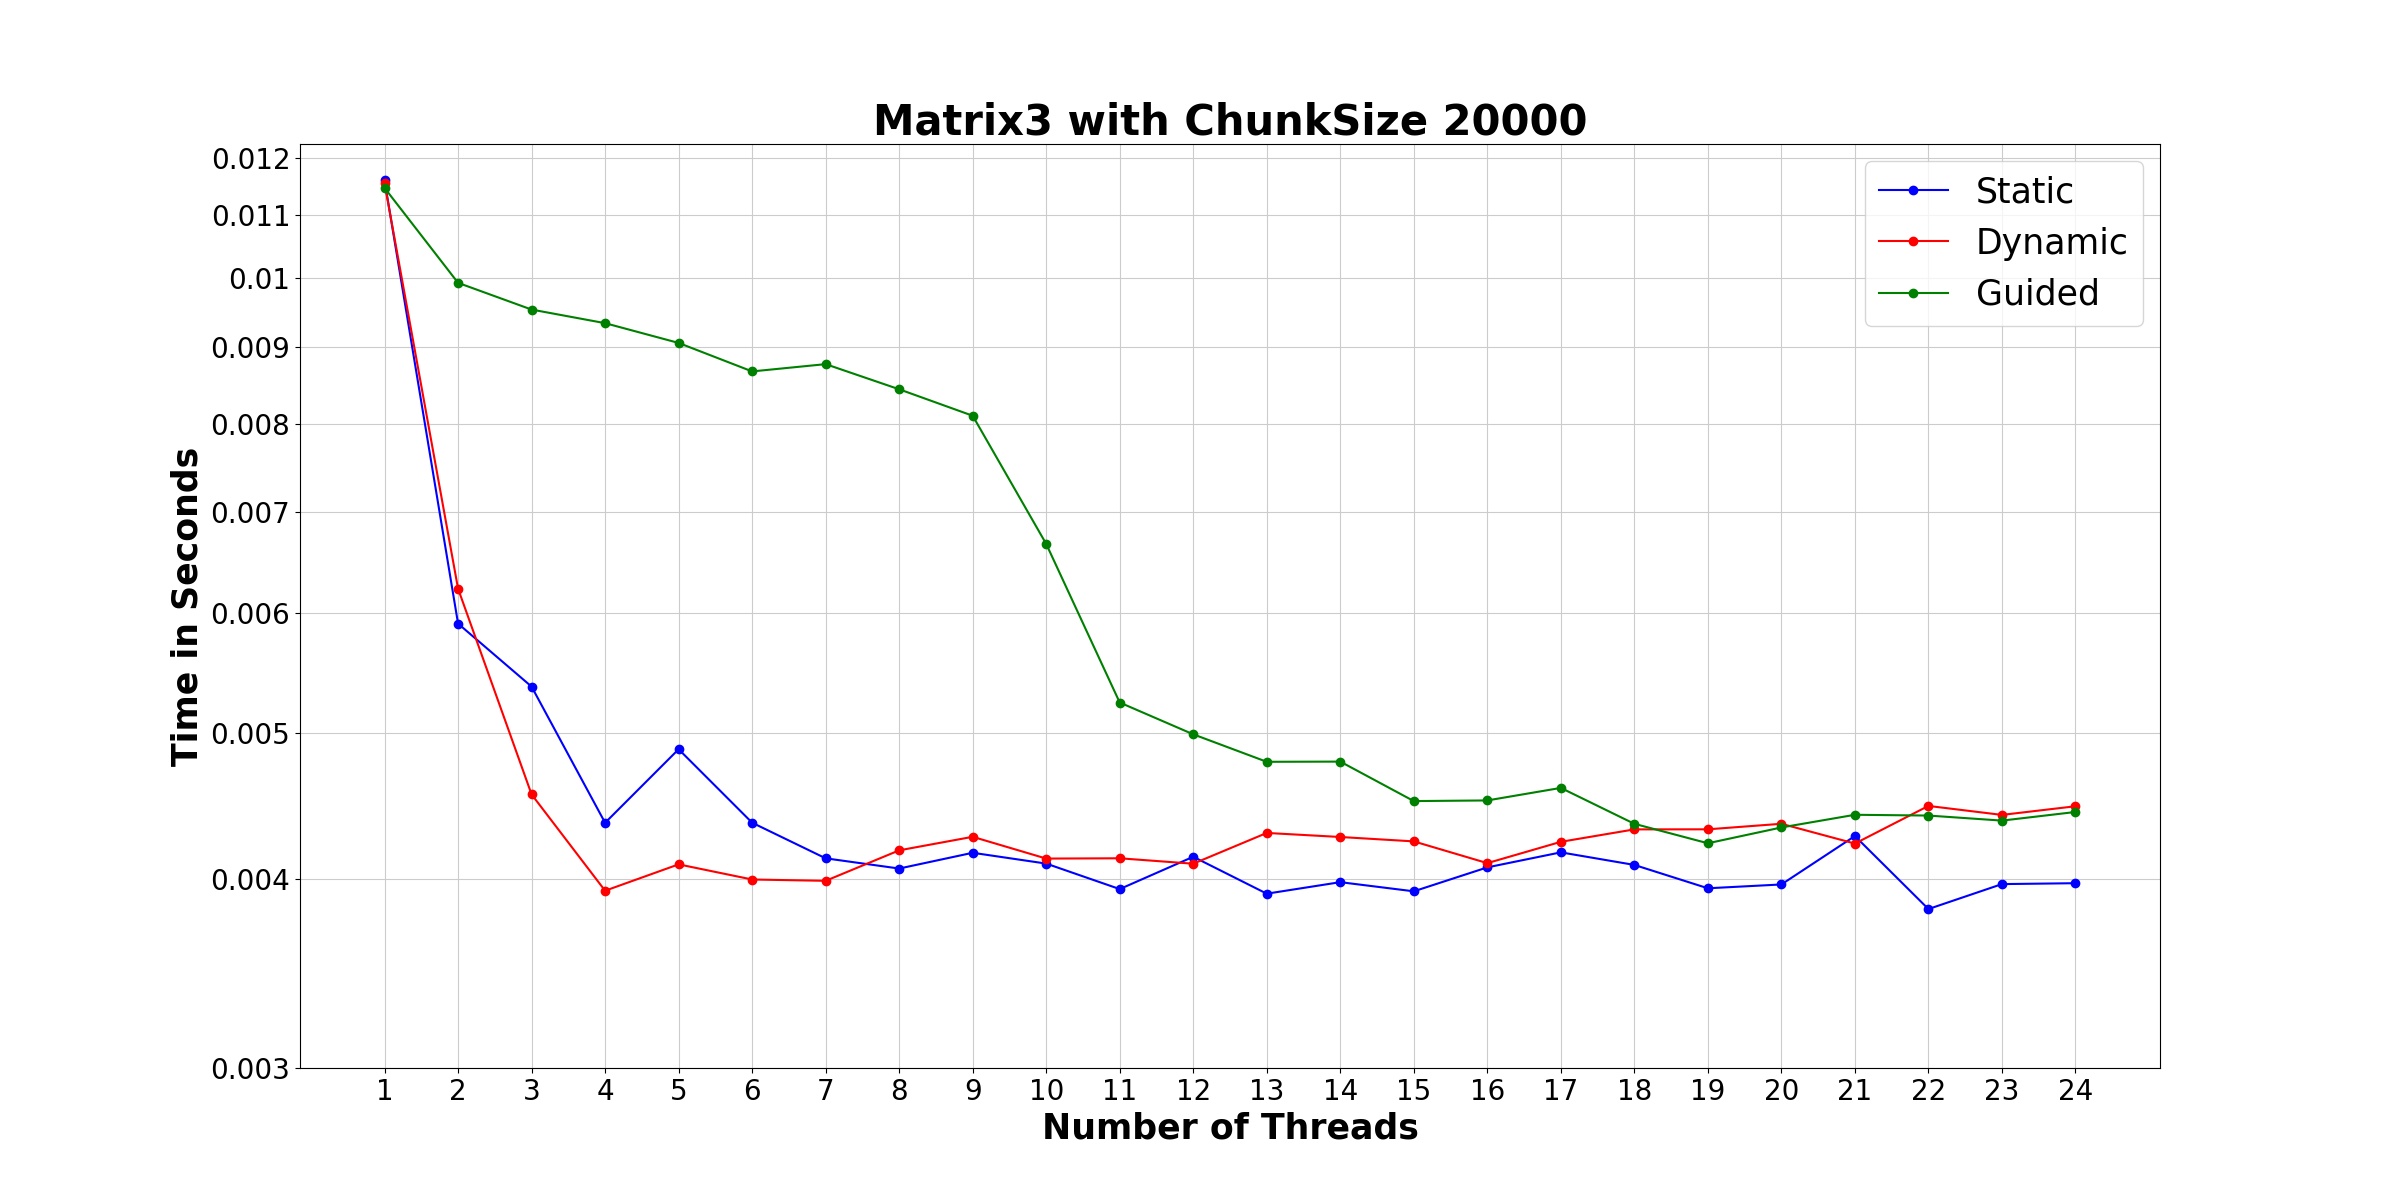 Matrix3 with ChunkSize 20000
Time in Seconds
0.012
0.011
0.01
0.009
0.008
0.007
0.006
0.005
0.004
0.003
Static
Dynamic
Guided
1 2 3 4 5 6 7 8 9 10 11 12 13 14 15 16 17 18 19 20 21 22 23 24
Number of Threads